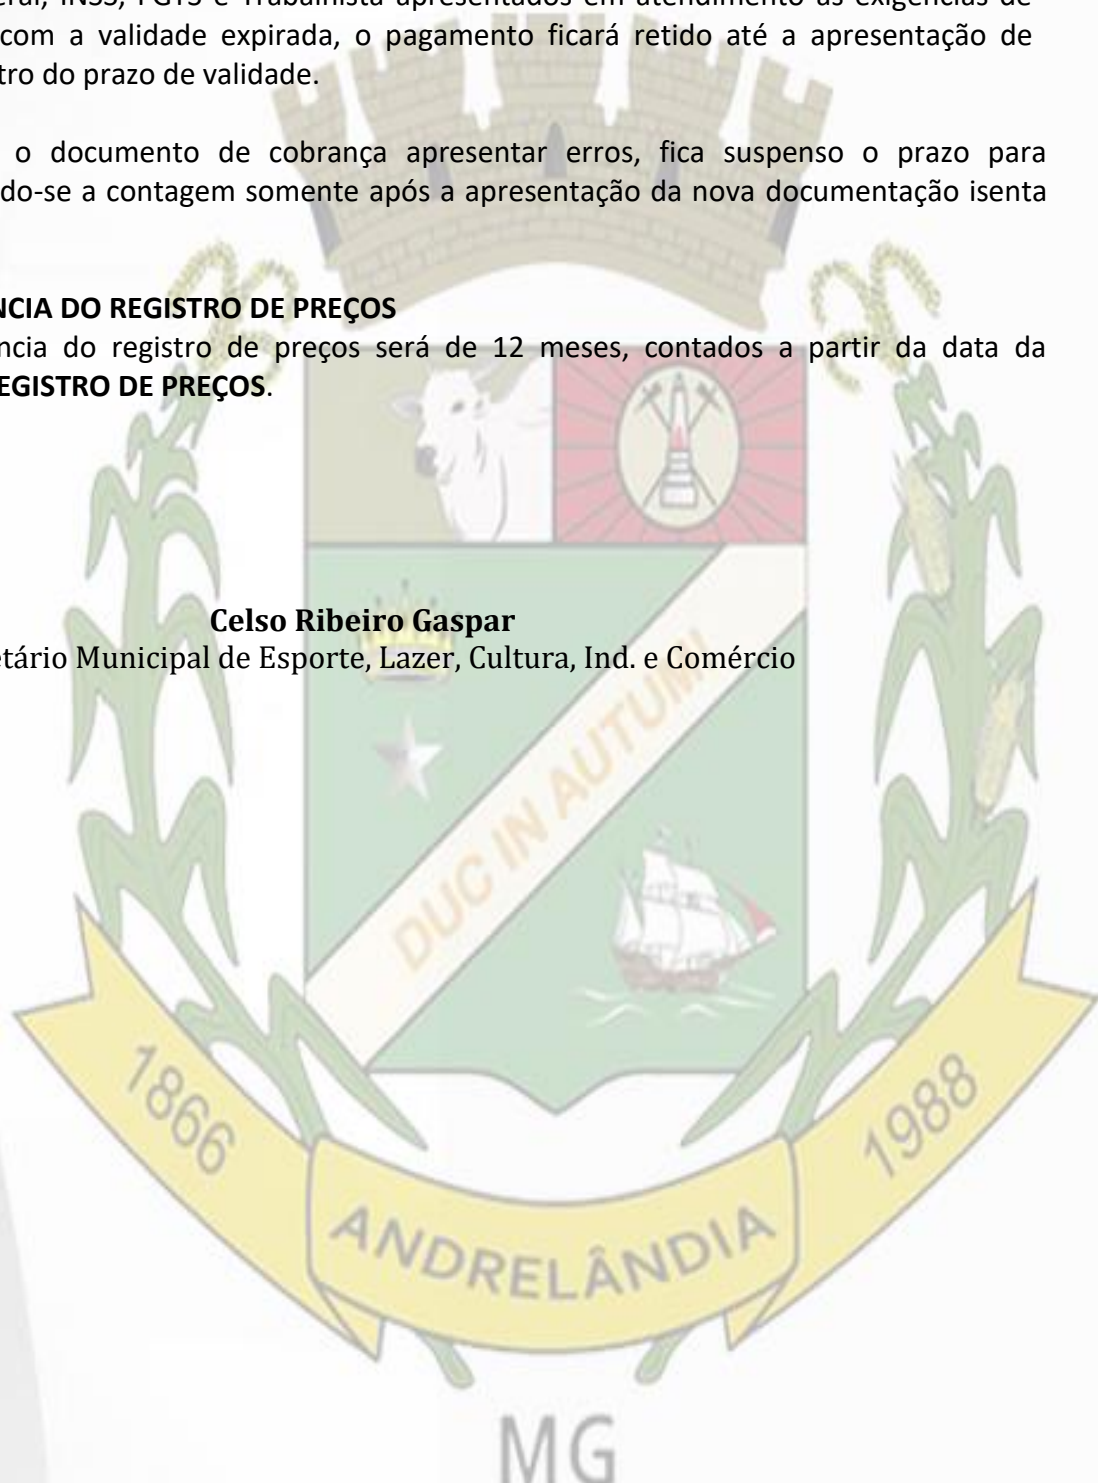 eral, INSS, FGTS e Trabalhista apresentados em atendimento às exigências de
com a validade expirada, o pagamento ficará retido até a apresentação de
tro do prazo de validade.
o documento de cobrança apresentar erros, fica suspenso o prazo para
do-se a contagem somente após a apresentação da nova documentação isenta
NCIA DO REGISTRO DE PREÇOS
ncia do registro de preços será de 12 meses, contados a partir da data da
EGISTRO DE PREÇOS.
Celso Ribeiro Gaspar
etário Municipal de Esporte, Lazer, Cultura, Ind. e Comércio
DUC IN AUTUM
1866
ANDRELÂNDIA
1988
MG